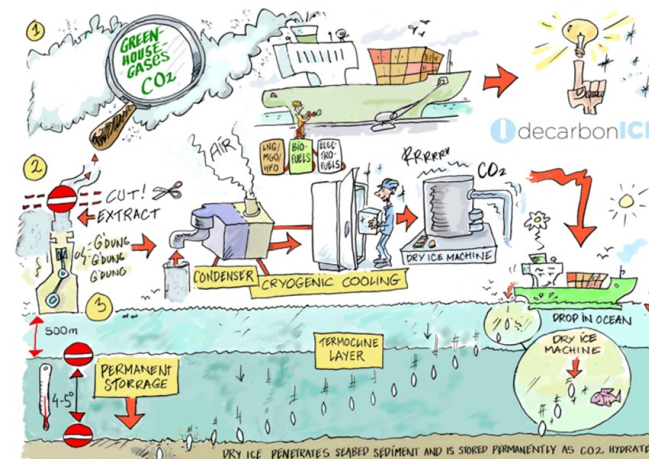 1
GREEN-
HOUSE-
GASES
CO2
LNG/
MGO/
HFO
BIO-
FUELS
ELEC-
TRO-
FUELS
decarbonICE
2
CUT!
EXTRACT
G'DUNG
G'DUNG
G'DUNG
AIR
CONDENSER
CRYOGENIC COOLING
RRRRRRR
CO2
DRY ICE MACHINE
3
500m
4-5°
PERMANENT
STORRAGE
TERMOCLINE
LAYER
DROP IN OCEAN
DRY ICE
MACHINE
DRY ICE PENETRATES SEABED SEDIMENT AND IS STORED PERMANENTLY AS CO2 HYDRATE